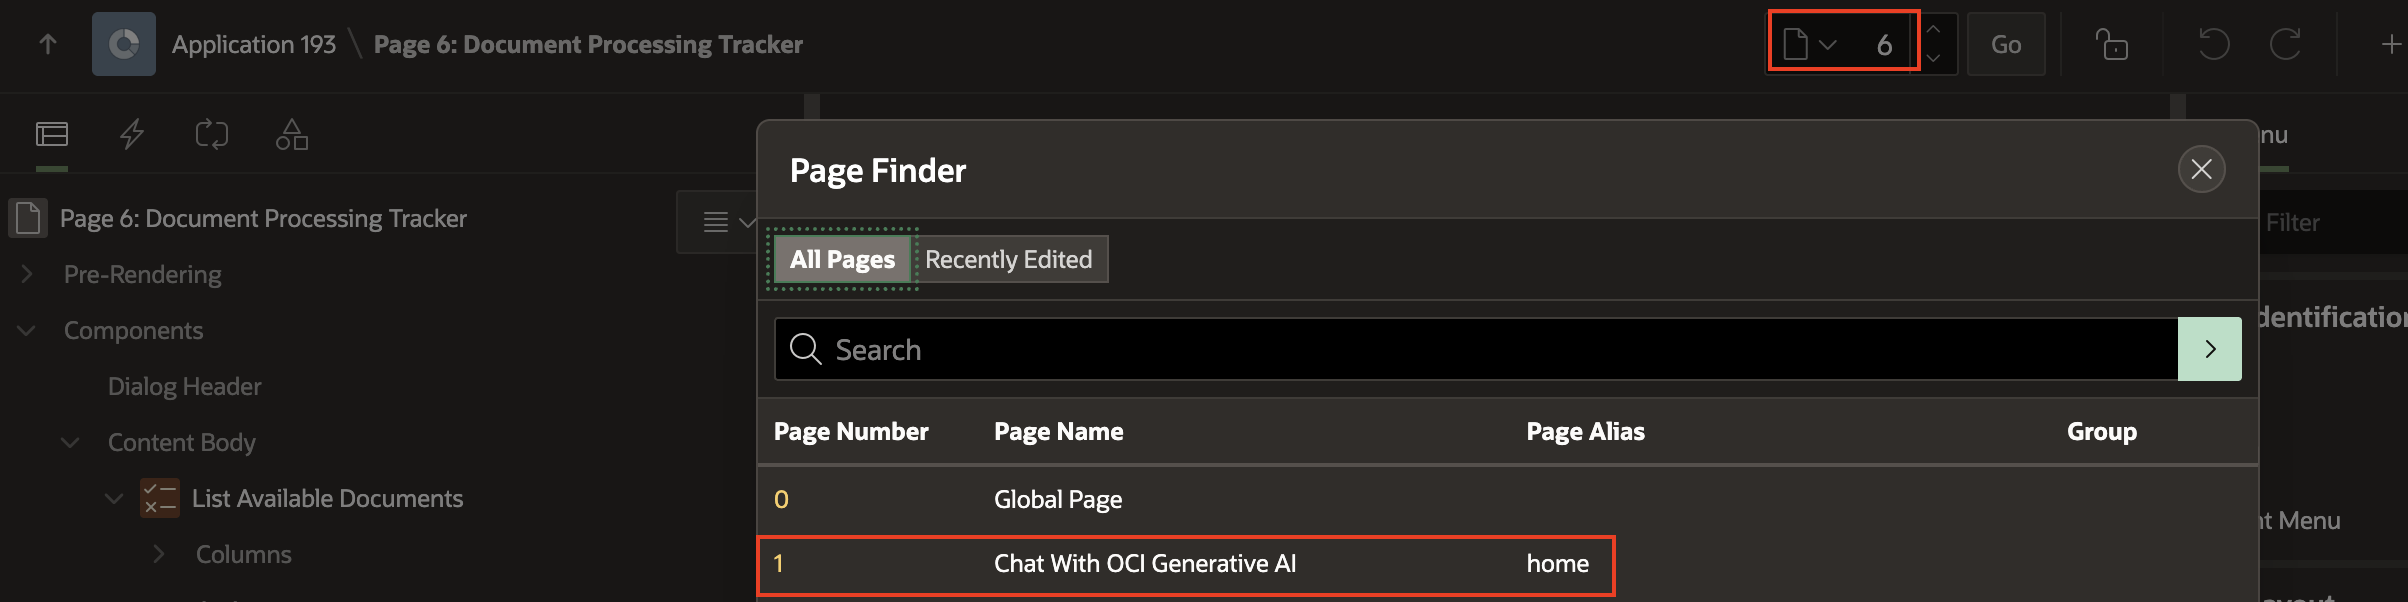 Application 193 \ Page 6: Document Processing Tracker
6
Go
Page 6: Document Processing Tracker
Pre-Rendering
Components
Dialog Header
Content Body
List Available Documents
Columns
Page Finder
All Pages Recently Edited
Search
Page Number Page Name Page Alias Group
0 Global Page
1 Chat With OCI Generative AI home
nu
Filter
dentification
nt Menu